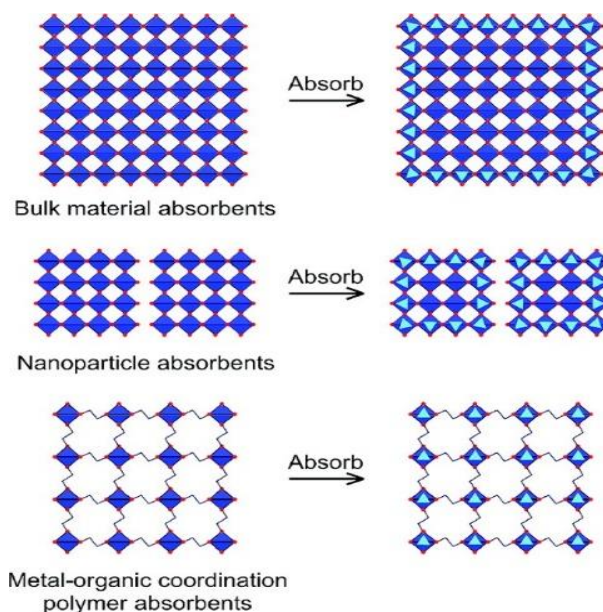 Absorb
Bulk material absorbents
Absorb
Nanoparticle absorbents
Absorb
Metal-organic coordination
polymer absorbents